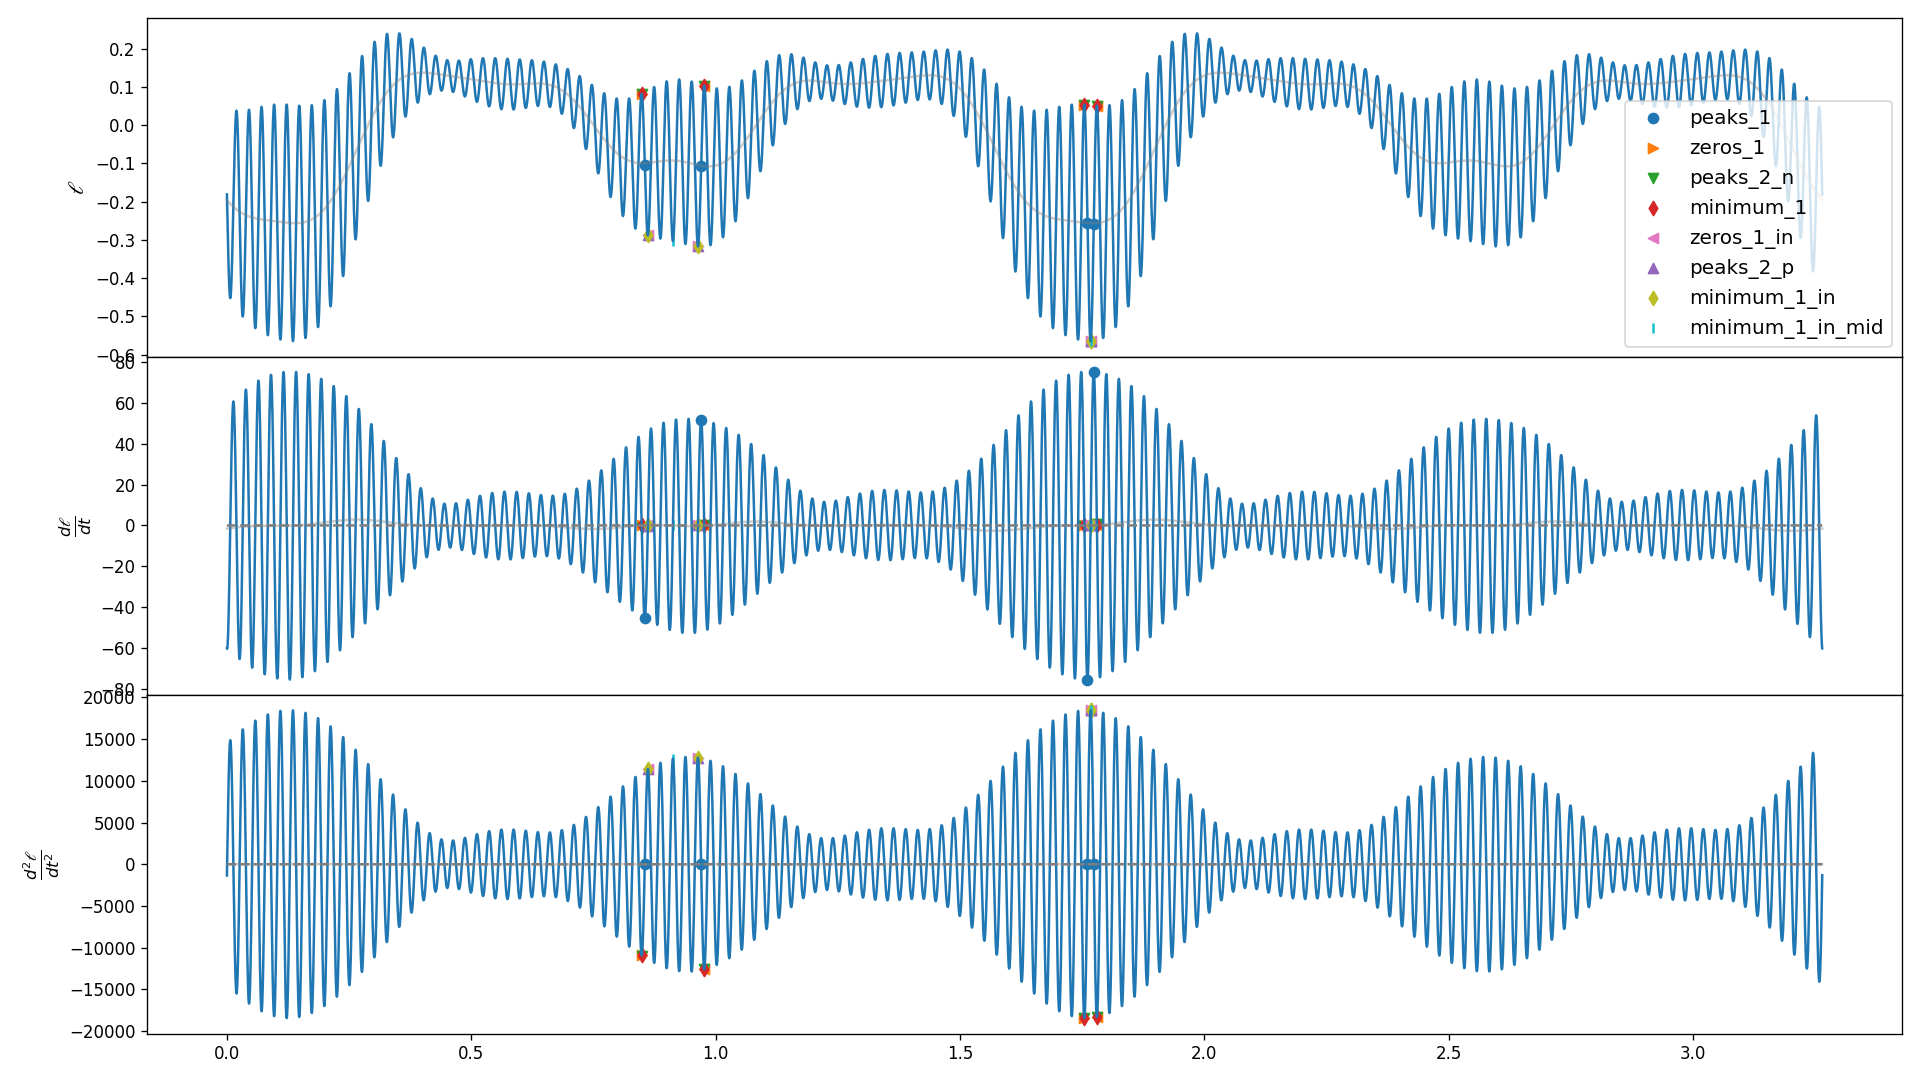 0.2
0.1
0.0
−0.1
−0.2
−0.3
−0.4
−0.5
−0.6
ℓ
peaks_1
zeros_1
peaks_2_n
minimum_1
zeros_1_in
peaks_2_p
minimum_1_in
minimum_1_in_mid
80
60
40
20
0
−20
−40
−60
−80
dℓ
dt
20000
15000
10000
5000
0
−5000
−10000
−15000
−20000
d²ℓ
dt²
0.0 0.5 1.0 1.5 2.0 2.5 3.0